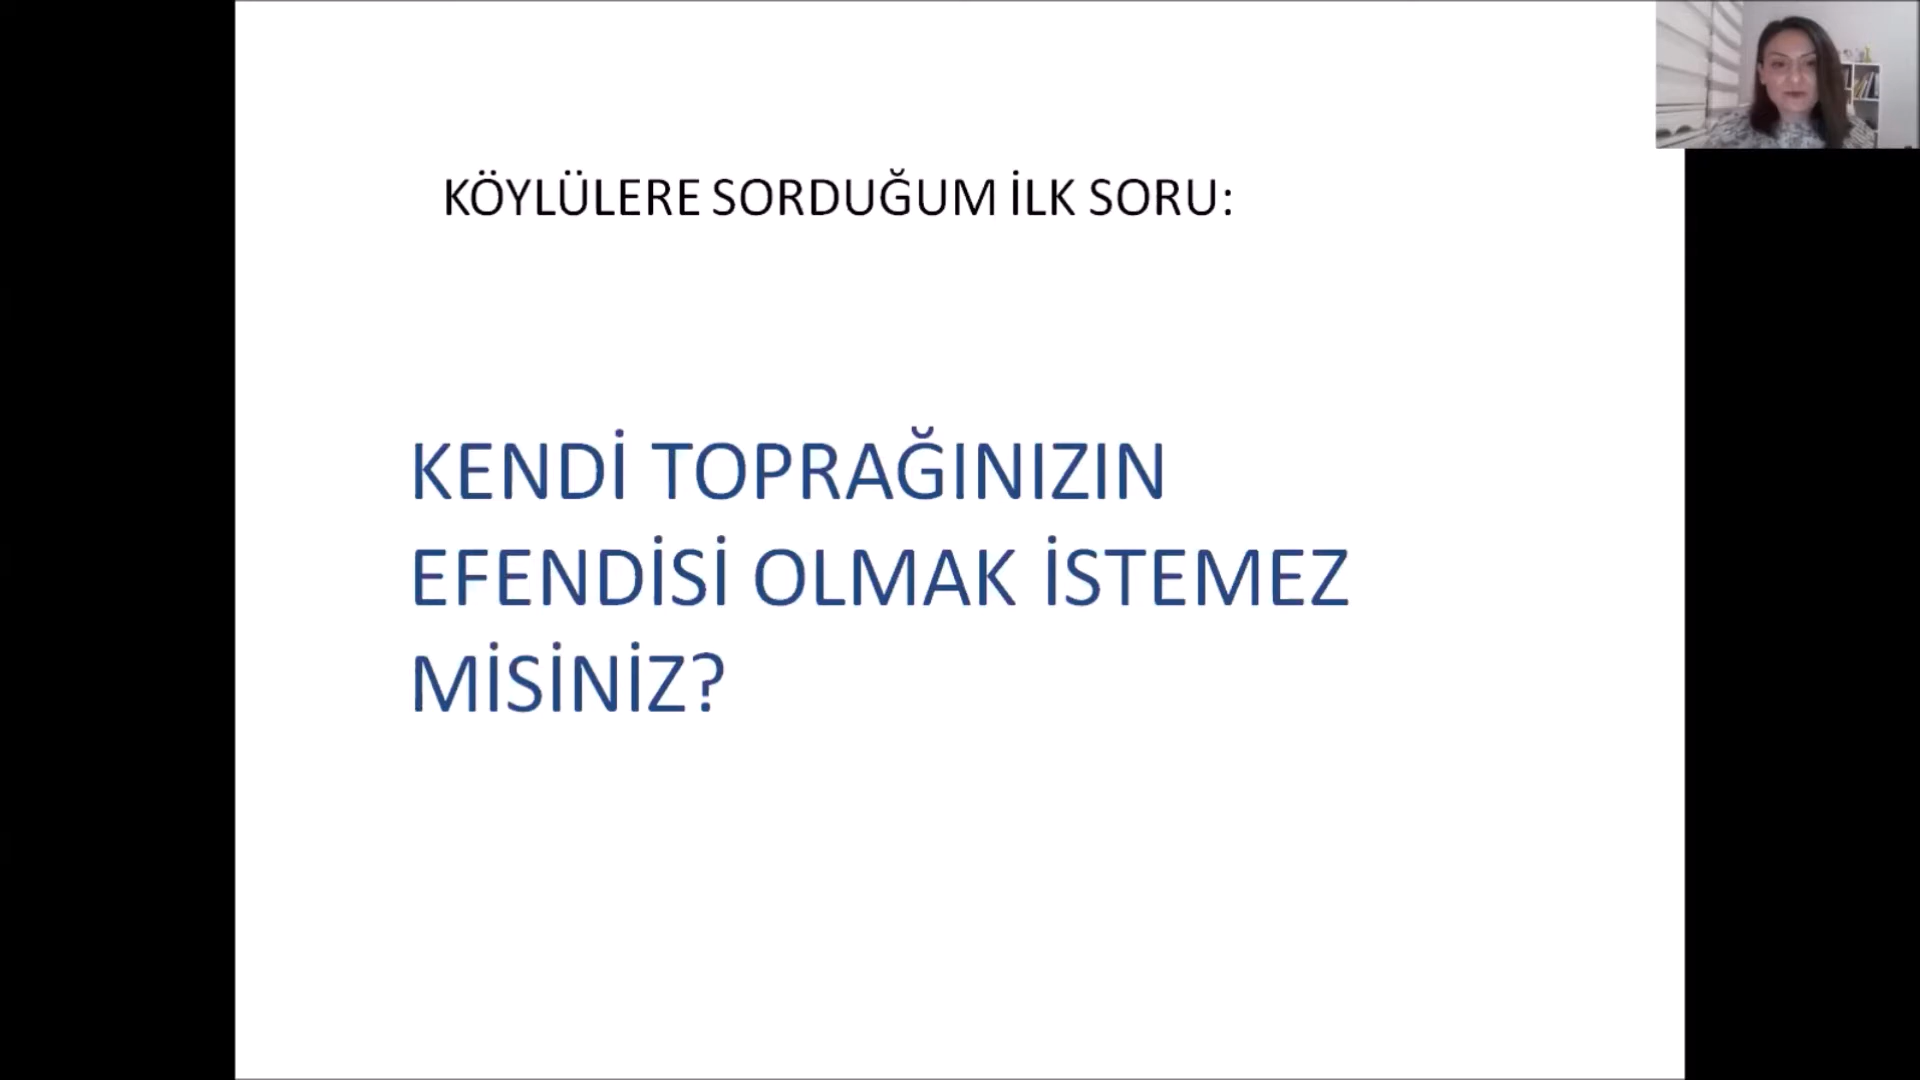 KÖYLÜLERE SORDUĞUM İLK SORU:
KENDİ TOPRAĞINIZIN
EFENDİSİ OLMAK İSTEMEZ
MİSİNİZ?